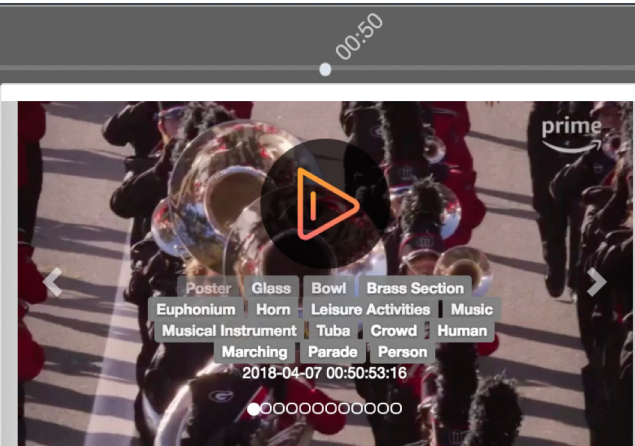 00:50
prime
Poster Glass Bowl Brass Section
Euphonium Horn Leisure Activities Music
Musical Instrument Tuba Crowd Human
Marching Parade Person
2018-04-07 00:50:53:16
G